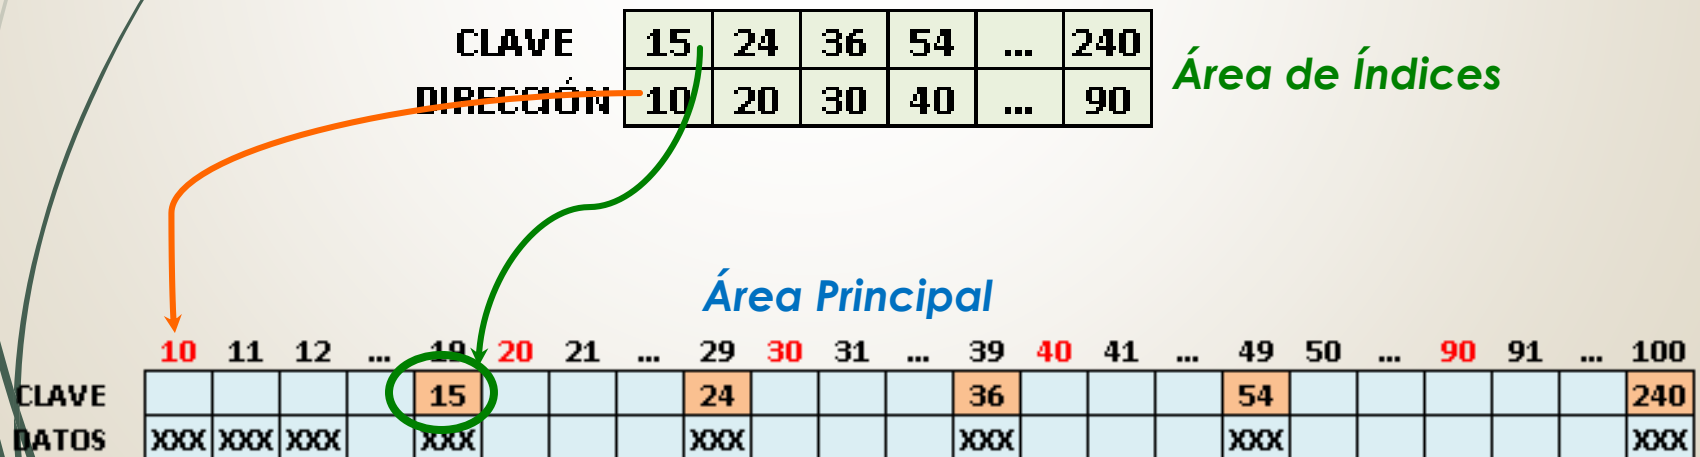 CLAVE 15 24 36 54 ... 240
Área de Índices
DIRECCIÓN 10 20 30 40 ... 90
Área Principal
10 11 12 ... 19 20 21 ... 29 30 31 ... 39 40 41 ... 49 50 ... 90 91 ... 100
CLAVE 15 24 36 54 240
DATOS XXX XXX XXX XXX XXX XXX XXX XXX